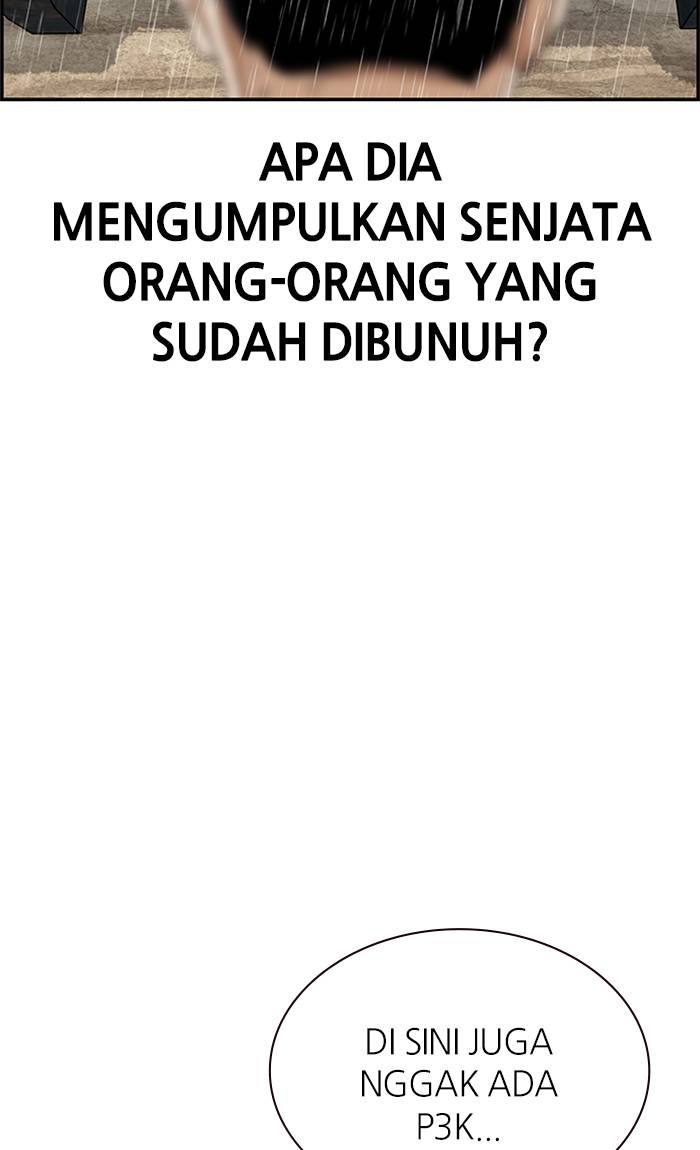 APA DIA
MENGUMPULKAN SENJATA
ORANG-ORANG YANG
SUDAH DIBUNUH?
DI SINI JUGA
NGGAK ADA
P3K...